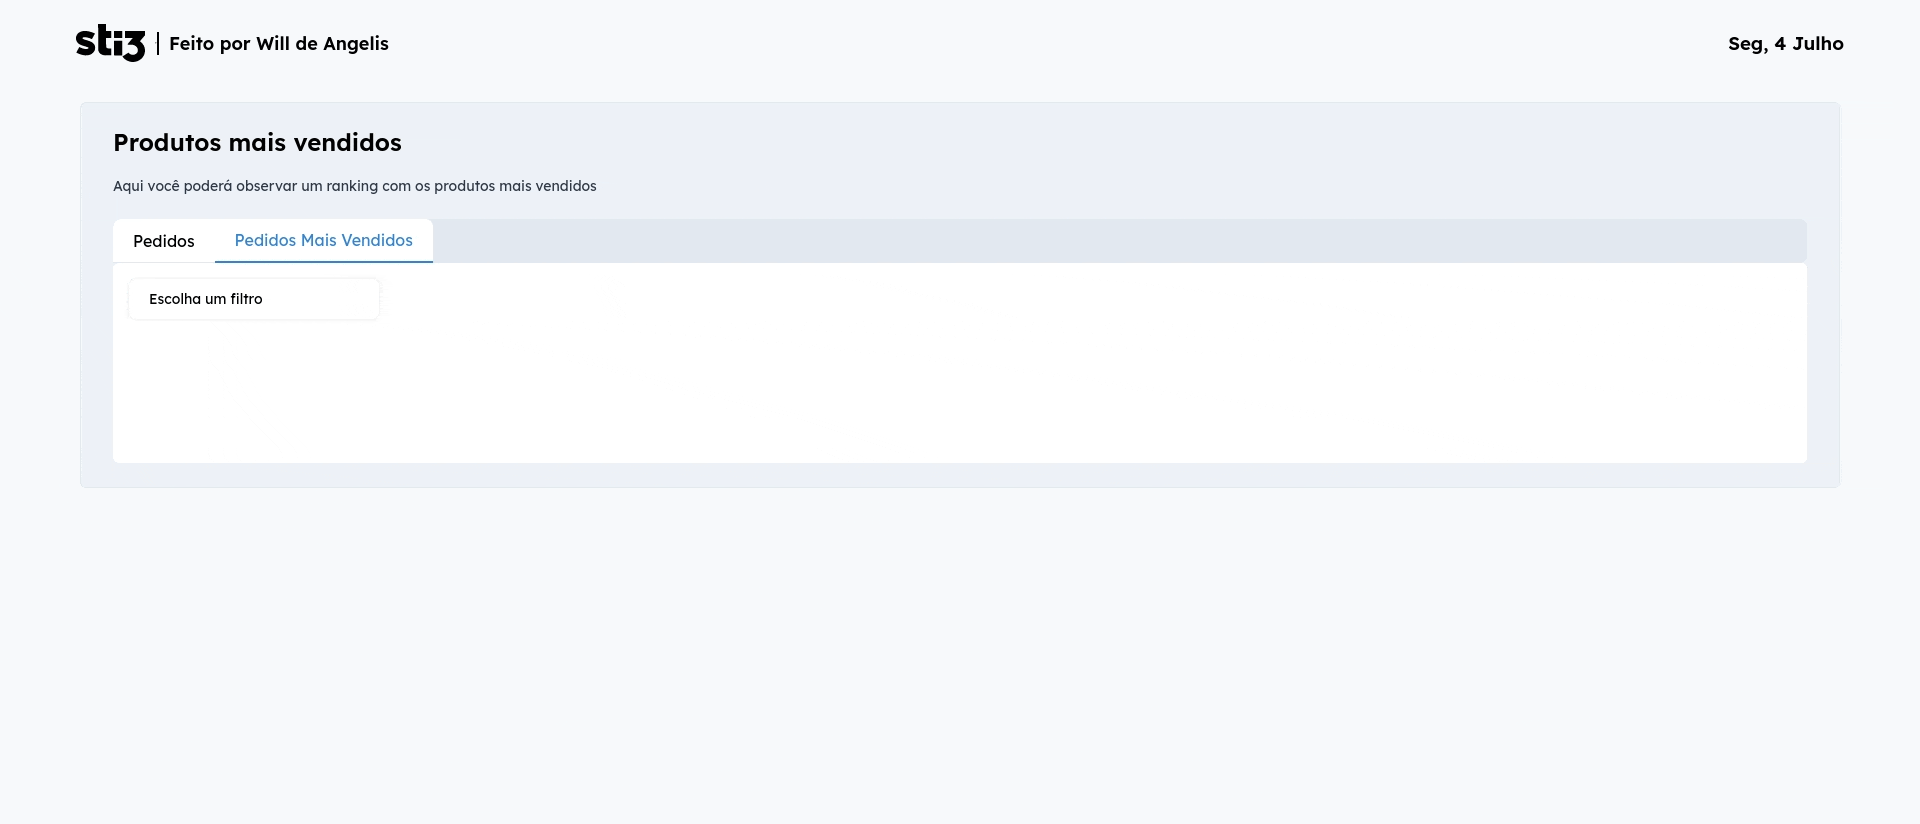 sti3 | Feito por Will de Angelis
Seg, 4 Julho
Produtos mais vendidos
Aqui você poderá observar um ranking com os produtos mais vendidos
Pedidos
Pedidos Mais Vendidos
Escolha um filtro